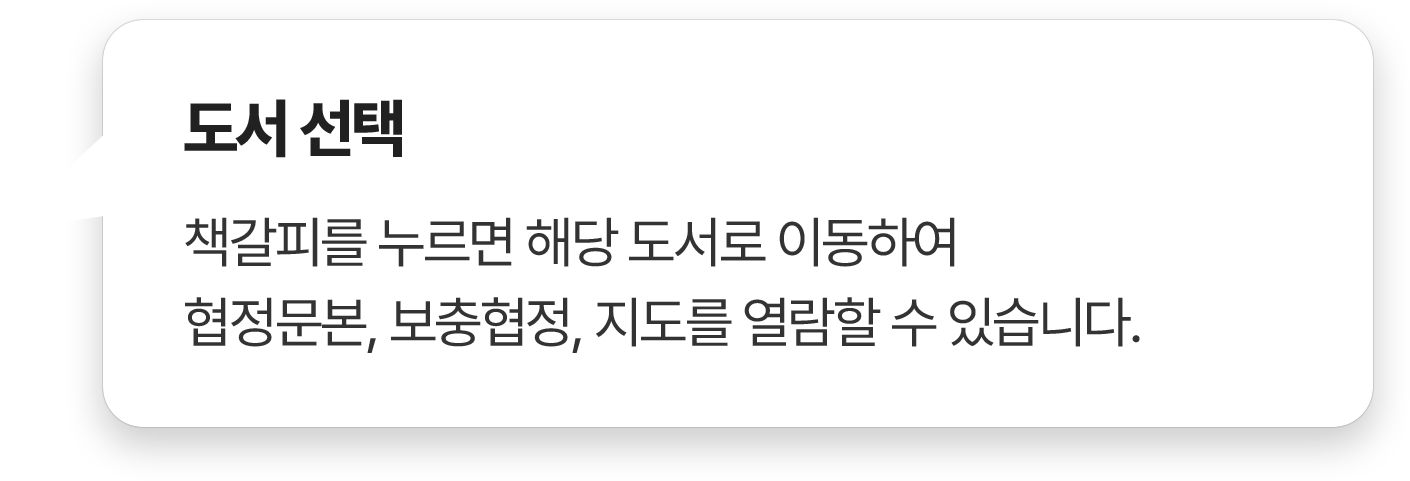 도서 선택
책갈피를 누르면 해당 도서로 이동하여
협정문본, 보충협정, 지도를 열람할 수 있습니다.